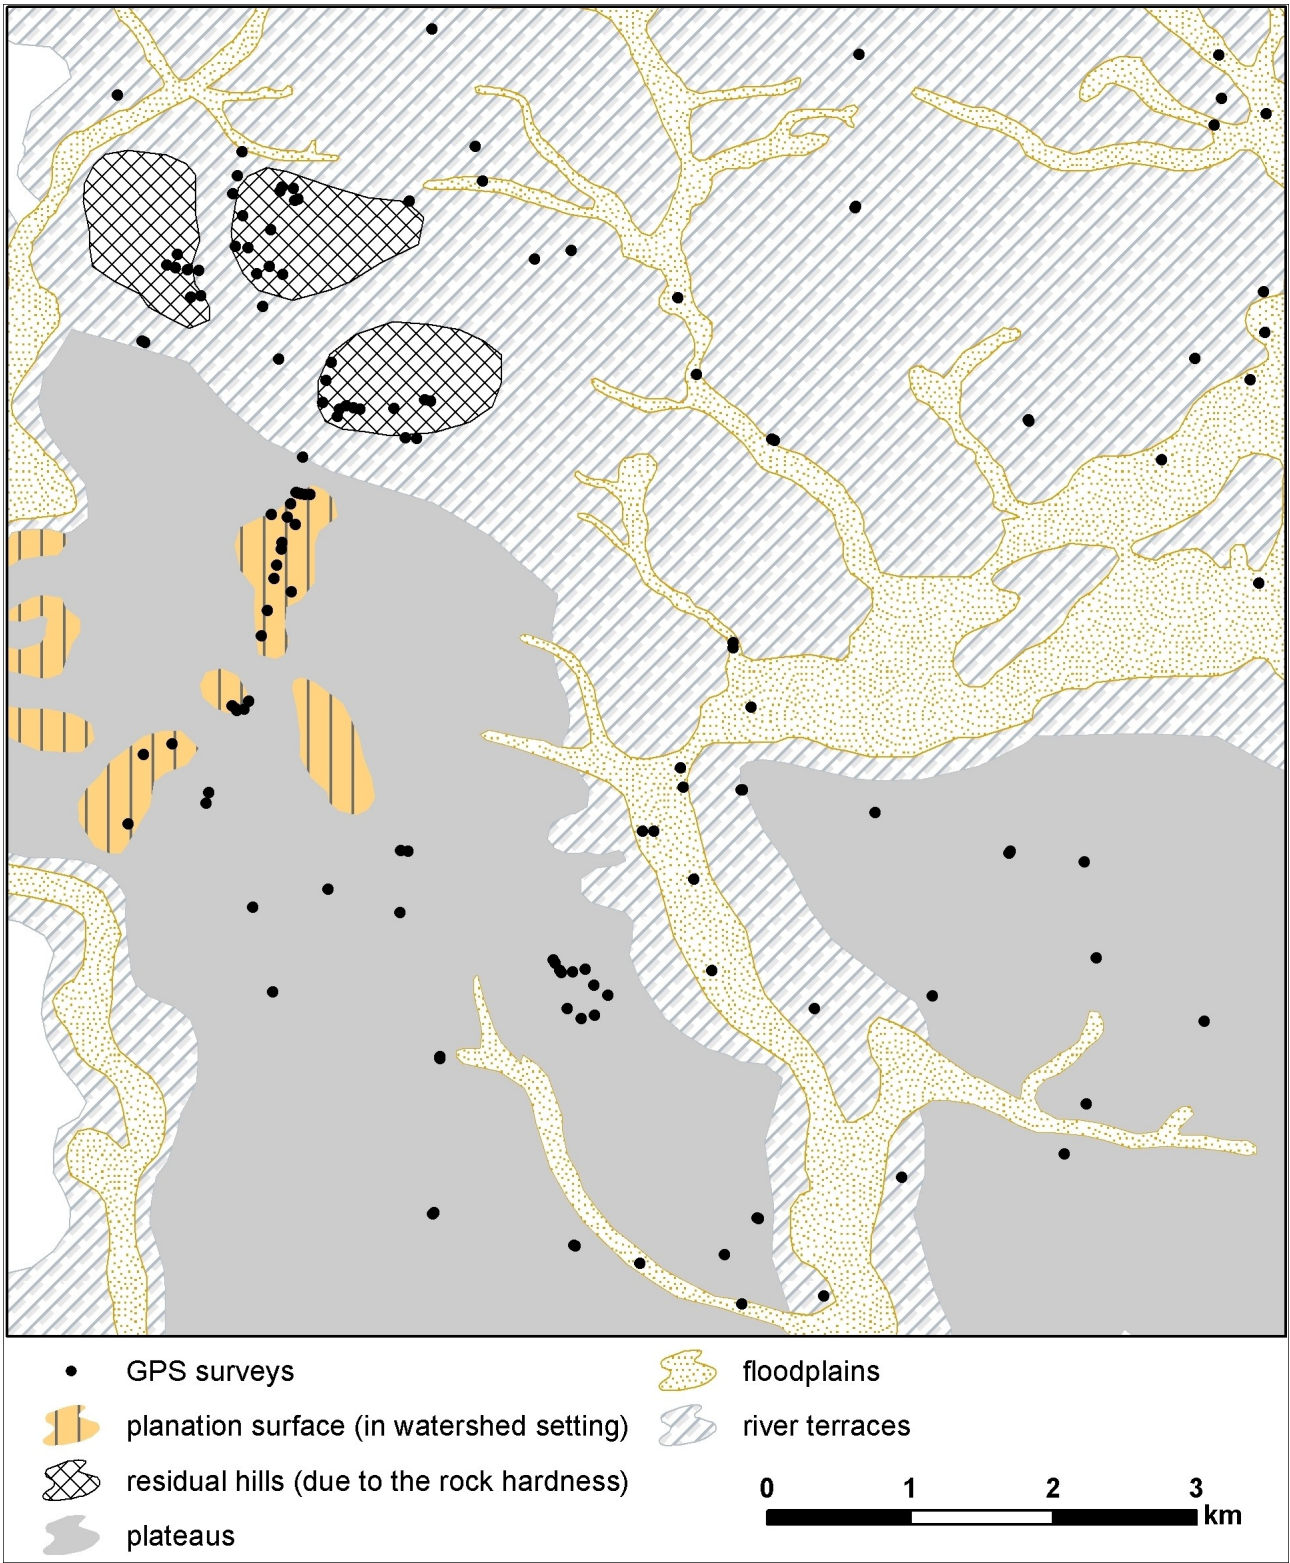 GPS surveys
planation surface (in watershed setting)
residual hills (due to the rock hardness)
plateaus
floodplains
river terraces
0 1 2 3
km